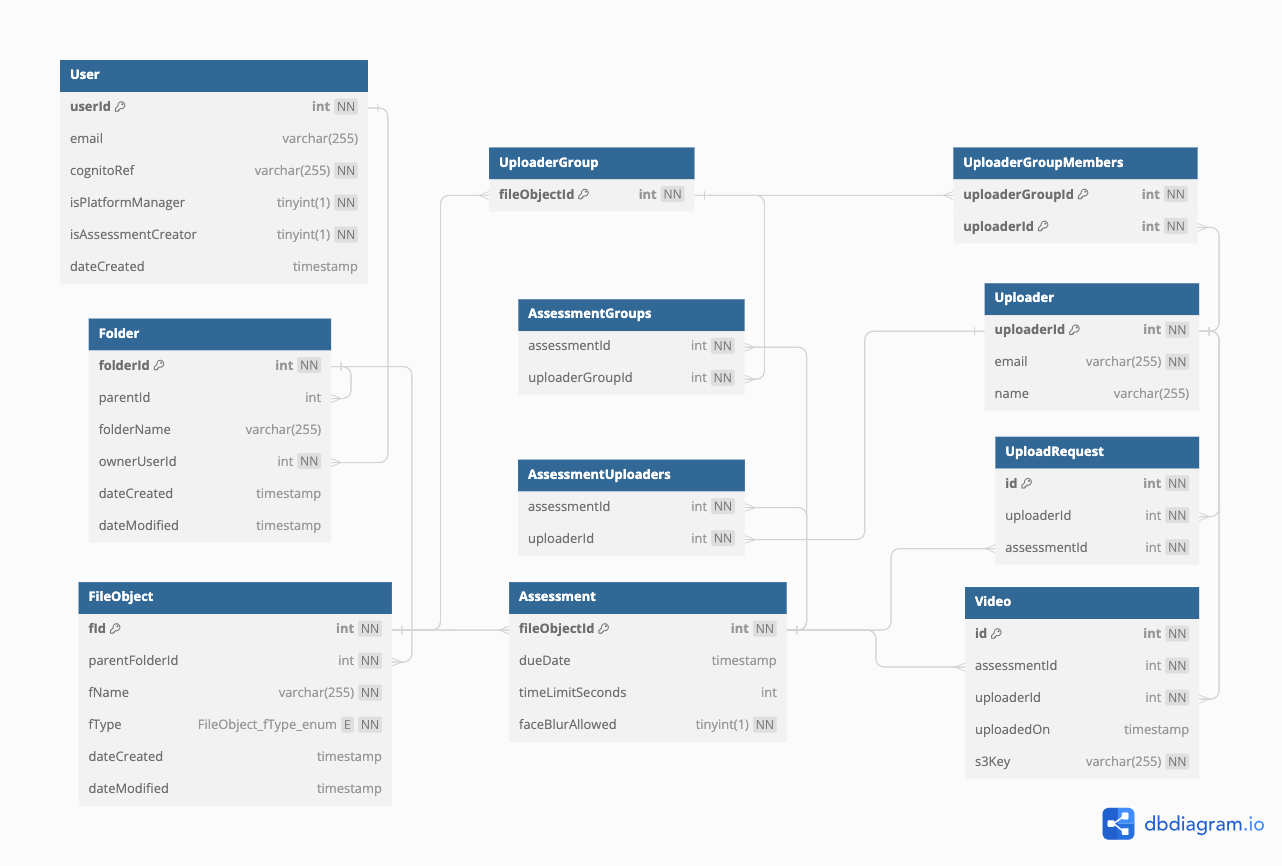 User
userId int NN
email varchar(255)
cognitoRef varchar(255) NN
isPlatformManager tinyint(1) NN
isAssessmentCreator tinyint(1) NN
dateCreated timestamp
Folder
folderId int NN
parentId int
folderName varchar(255)
ownerUserId int NN
dateCreated timestamp
dateModified timestamp
FileObject
fId int NN
parentFolderId int NN
fName varchar(255) NN
fType FileObject_fType_enum E NN
dateCreated timestamp
dateModified timestamp
UploaderGroup
fileObjectId int NN
AssessmentGroups
assessmentId int NN
uploaderGroupId int NN
AssessmentUploaders
assessmentId int NN
uploaderId int NN
Assessment
fileObjectId int NN
dueDate timestamp
timeLimitSeconds int
faceBlurAllowed tinyint(1) NN
UploaderGroupMembers
uploaderGroupId int NN
uploaderId int NN
Uploader
uploaderId int NN
email varchar(255) NN
name varchar(255)
UploadRequest
id int NN
uploaderId int NN
assessmentId int NN
Video
id int NN
assessmentId int NN
uploaderId int NN
uploadedOn timestamp
s3Key varchar(255) NN
dbdiagram.io